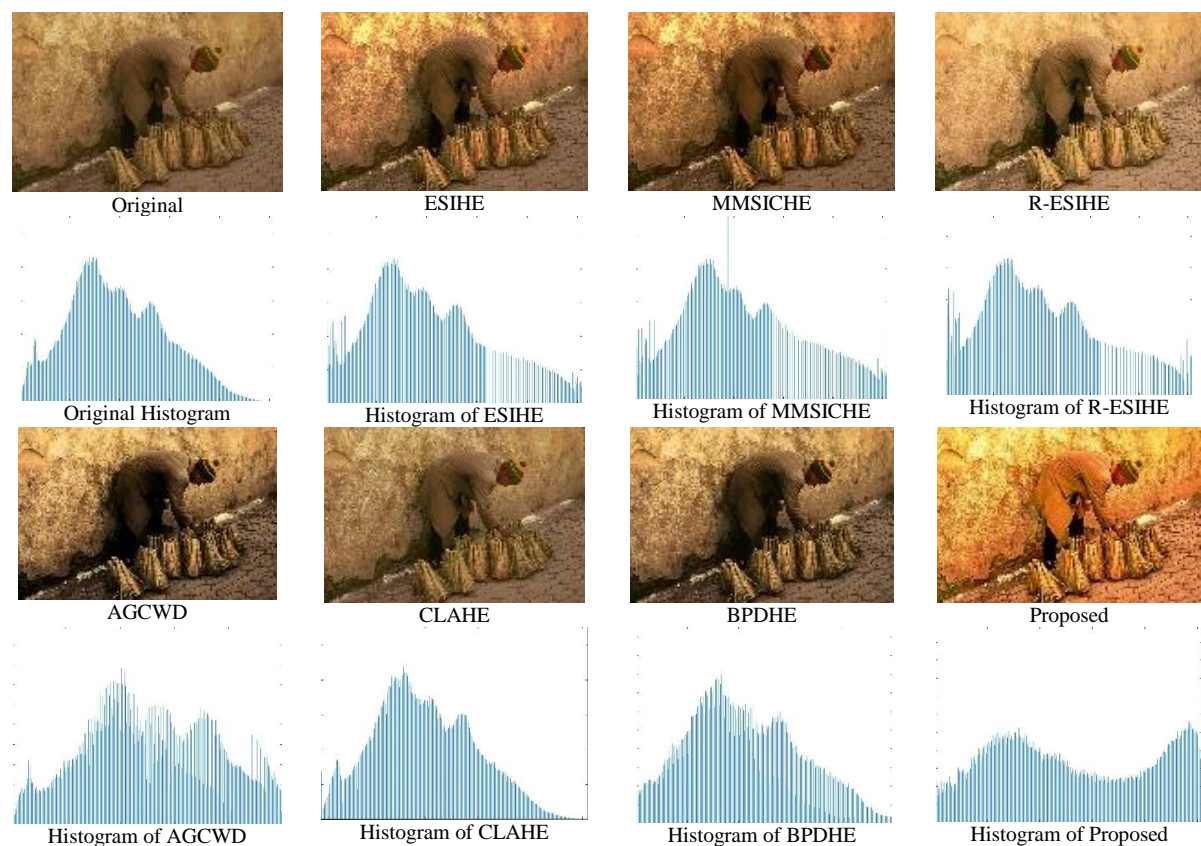 Original
ESIHE
MMSICHE
R-ESIHE
Original Histogram
Histogram of ESIHE
Histogram of MMSICHE
Histogram of R-ESIHE
AGCWD
CLAHE
BPDHE
Proposed
Histogram of AGCWD
Histogram of CLAHE
Histogram of BPDHE
Histogram of Proposed